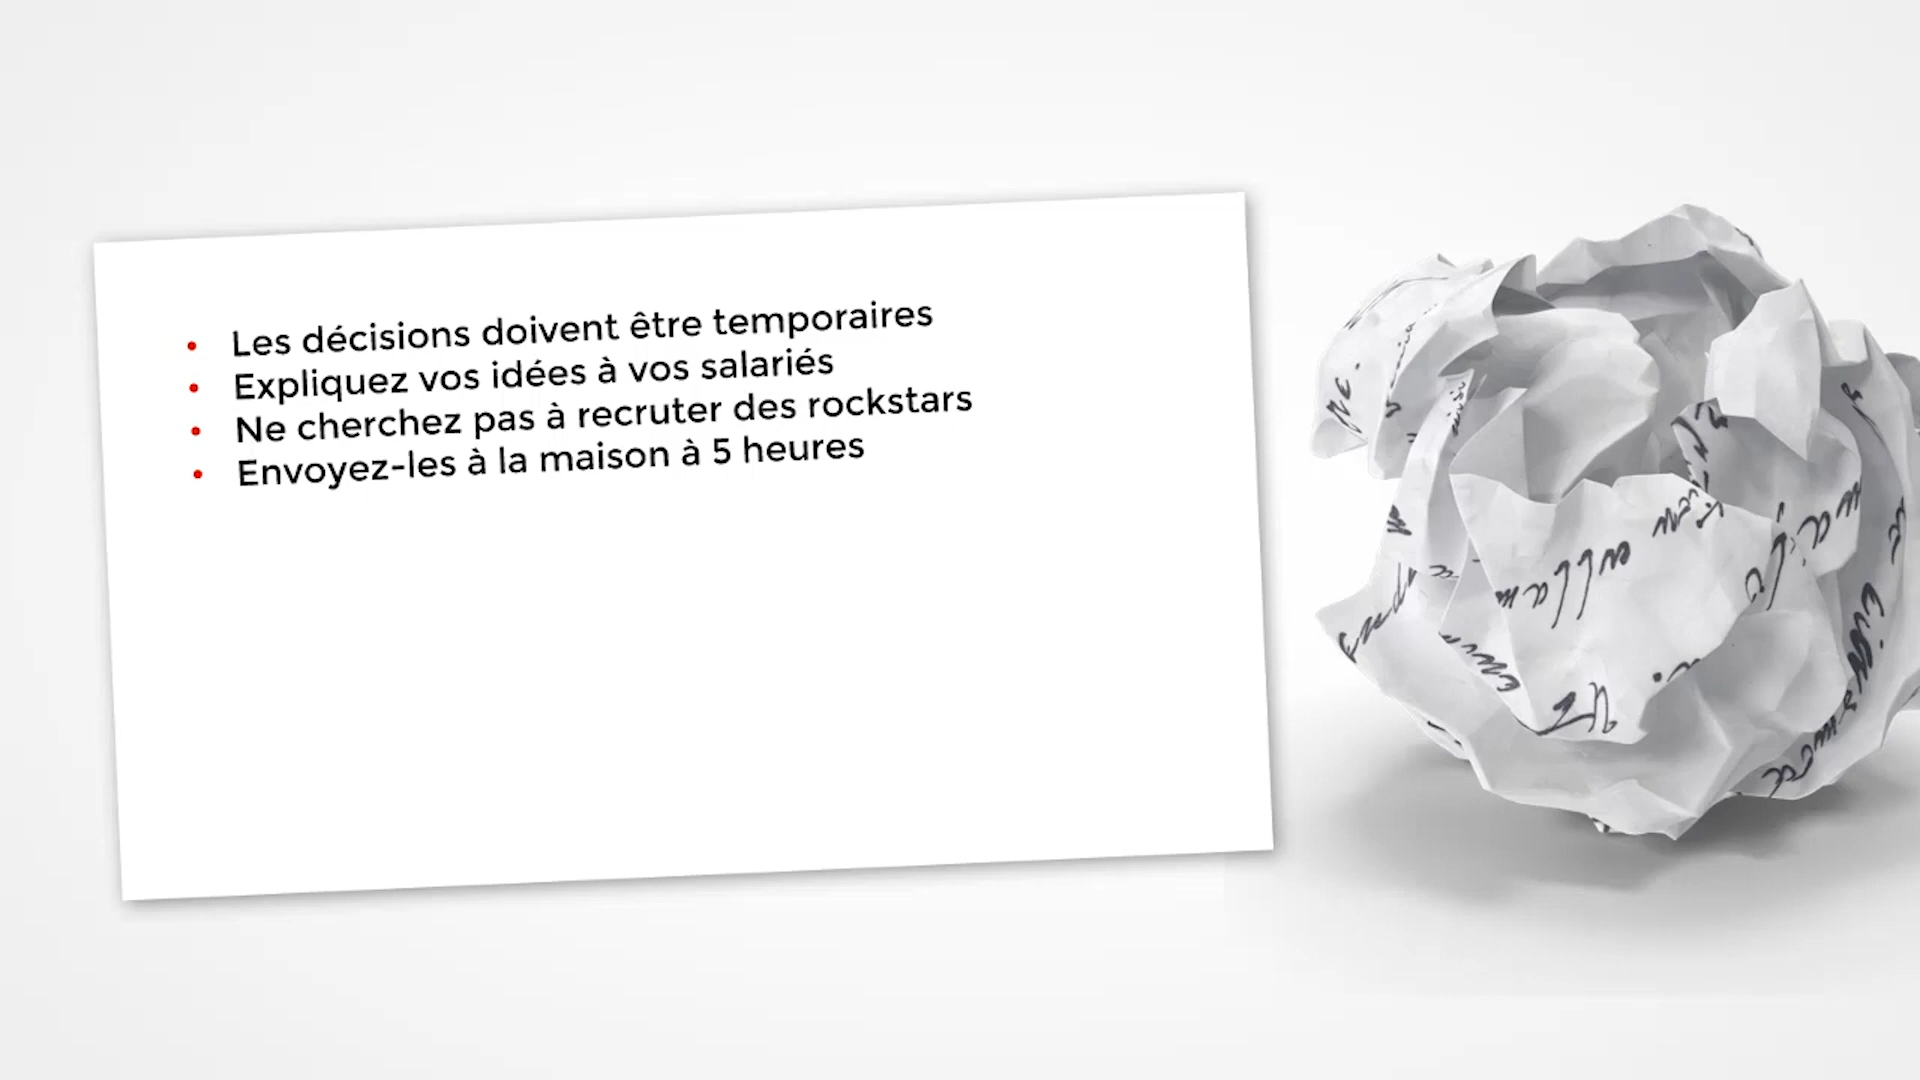 • Les décisions doivent être temporaires
• Expliquez vos idées à vos salariés
• Ne cherchez pas à recruter des rockstars
• Envoyez-les à la maison à 5 heures